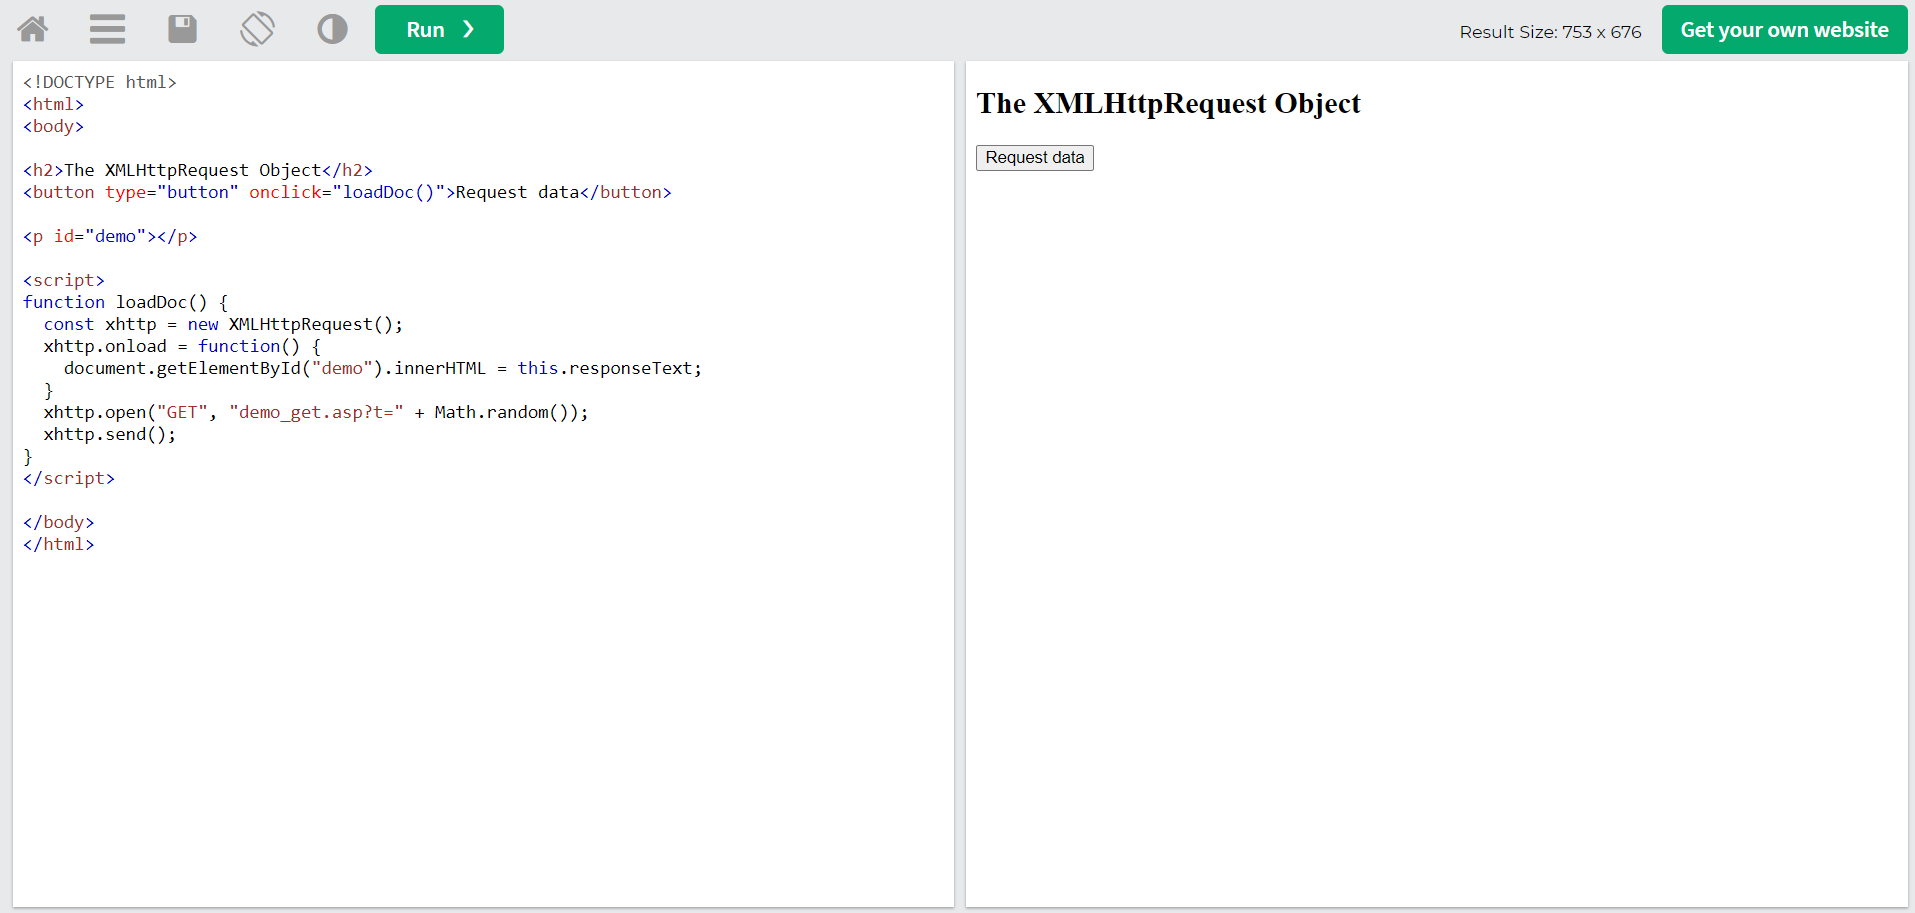 Run ❯
Result Size: 753 x 676
Get your own website
<!DOCTYPE html>
<html>
<body>

<h2>The XMLHttpRequest Object</h2>
<button type="button" onclick="loadDoc()">Request data</button>

<p id="demo"></p>

<script>
function loadDoc() {
  const xhttp = new XMLHttpRequest();
  xhttp.onload = function() {
    document.getElementById("demo").innerHTML = this.responseText;
  }
  xhttp.open("GET", "demo_get.asp?t=" + Math.random());
  xhttp.send();
}
</script>

</body>
</html>
The XMLHttpRequest Object
Request data